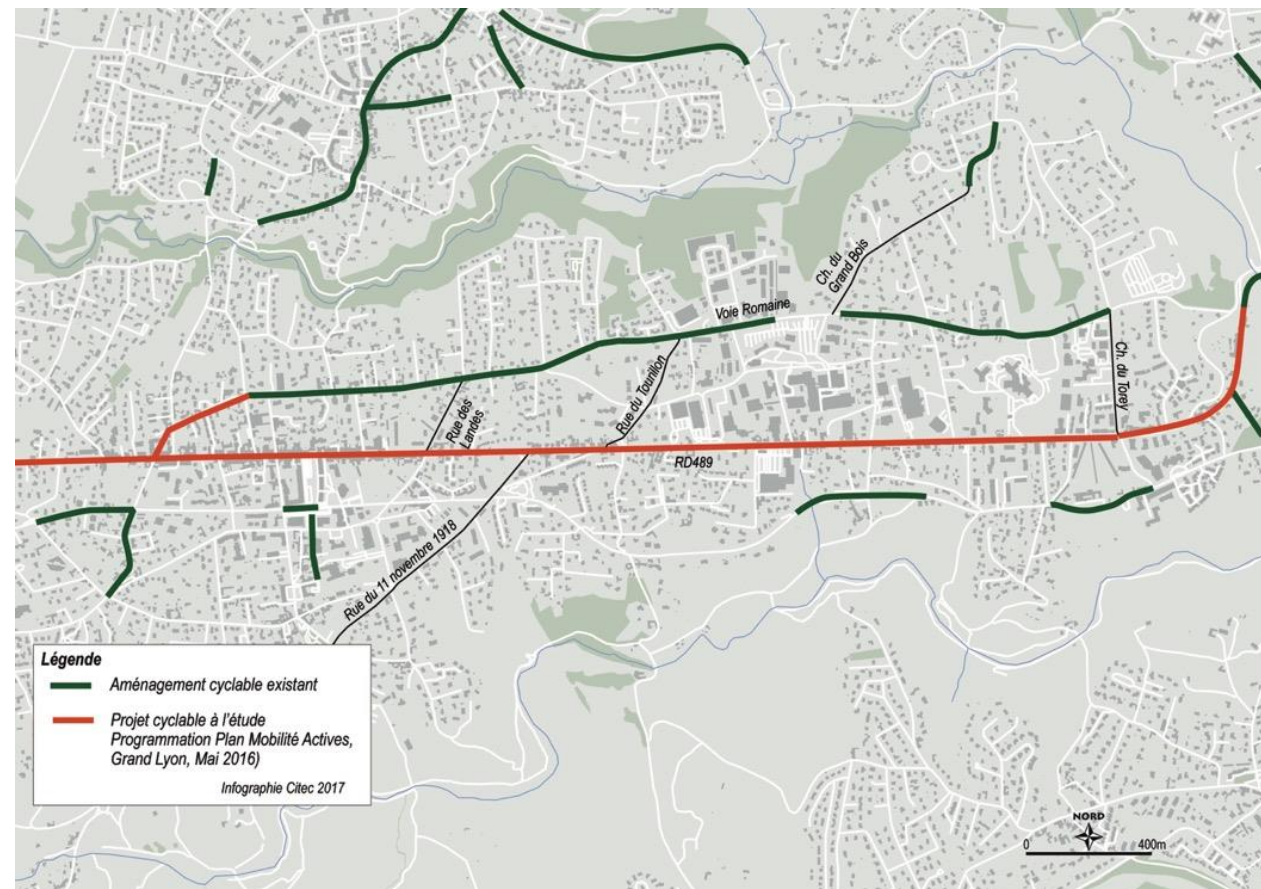 Ch. du
Grand Bois
Voie Romaine
Ch. du Torey
Rue du Tounillon
Rue des
Landes
RD489
Rue du 11 novembre 1918
Légende
Aménagement cyclable existant
Projet cyclable à l'étude
Programmation Plan Mobilité Actives,
Grand Lyon, Mai 2016)
Infographie Citec 2017
NORD
0 400m